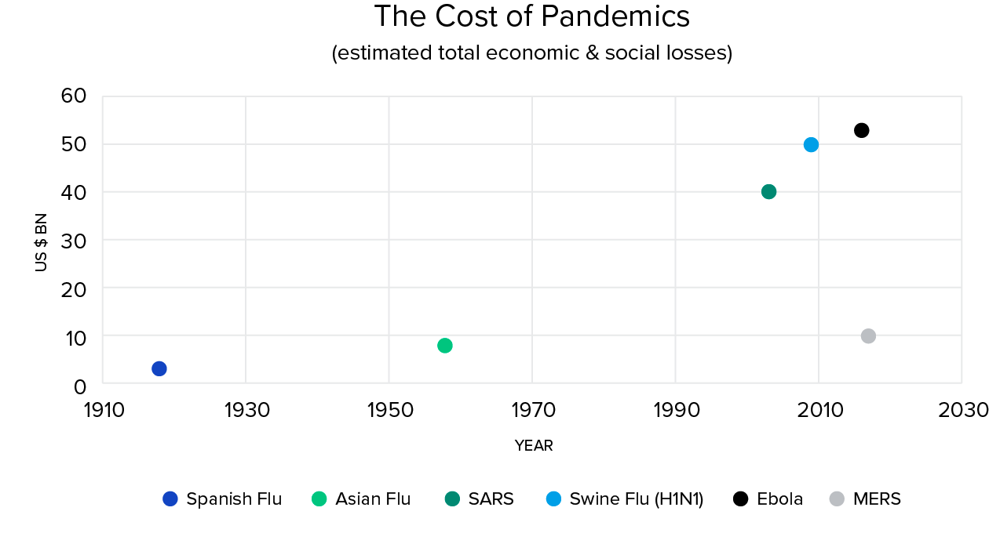 The Cost of Pandemics
(estimated total economic & social losses)
60
50
40
30
20
10
0
US $ BN
1910 1930 1950 1970 1990 2010 2030
YEAR
Spanish Flu Asian Flu SARS Swine Flu (H1N1) Ebola MERS